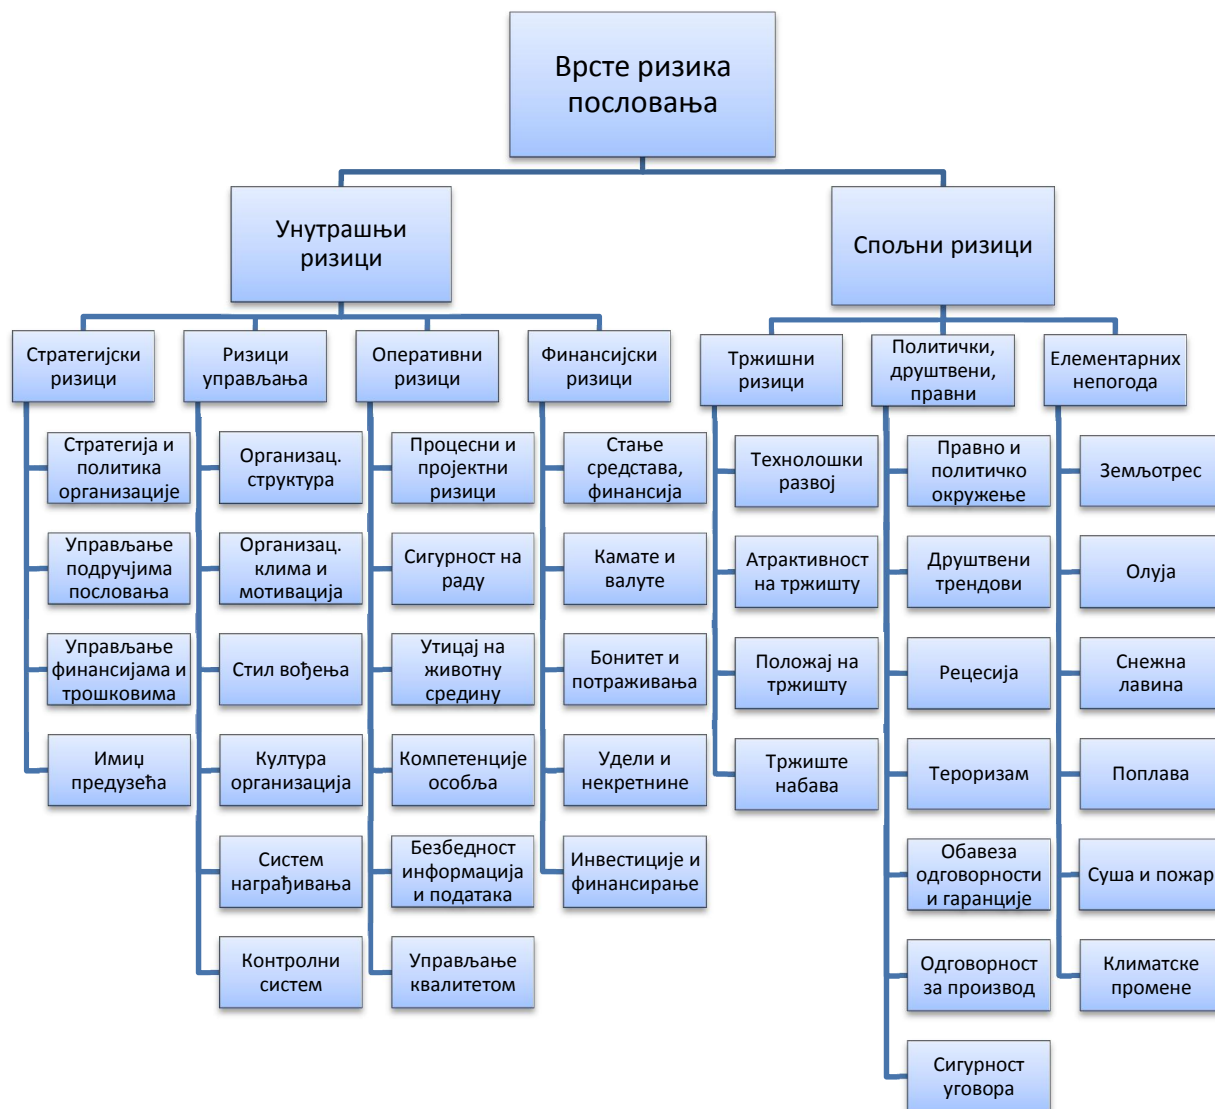 Врсте ризика
пословања
Унутрашњи
ризици
Спољни ризици
Стратегијски
ризици
Ризици
управљања
Оперативни
ризици
Финансијски
ризици
Тржишни
ризици
Политички,
друштвени,
правни
Елементарних
непогода
Стратегија и
политика
организације
Управљање
подручјима
пословања
Управљање
финансијама и
трошковима
Имиџ
предузећа
Организац.
структура
Организац.
клима и
мотивација
Стил вођења
Култура
организација
Систем
награђивања
Контролни
систем
Процесни и
пројектни
ризици
Сигурност на
раду
Утицај на
животну
средину
Компетенције
особља
Безбедност
информација
и података
Управљање
квалитетом
Стање
средстава,
финансија
Камате и
валуте
Бонитет и
потраживања
Удели и
некретнине
Инвестиције и
финансирање
Технолошки
развој
Атрактивност
на тржишту
Положај на
тржишту
Тржиште
набава
Правно и
политичко
окружење
Друштвени
трендови
Рецесија
Тероризам
Обавеза
одговорности
и гаранције
Одговорност
за производ
Сигурност
уговора
Земљотрес
Олуја
Снежна
лавина
Поплава
Суша и пожар
Климатске
промене